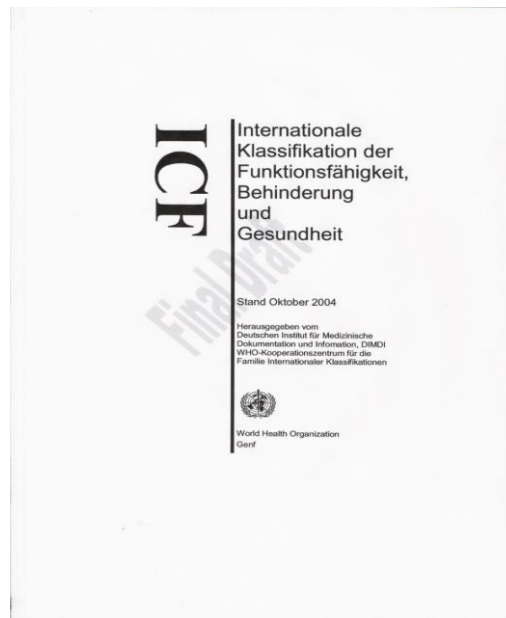 ICF
Internationale
Klassifikation der
Funktionsfähigkeit,
Behinderung
und
Gesundheit
Final Draft
Stand Oktober 2004
Herausgegeben vom
Deutschen Institut für Medizinische
Dokumentation und Infomation, DIMDI
WHO-Kooperationszentrum für die
Familie Internationaler Klassifikationen
World Health Organization
Genf